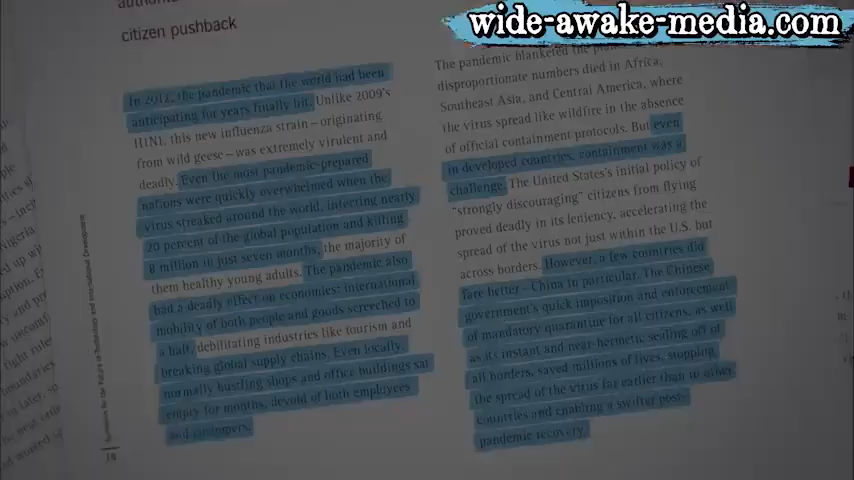 wide-awake-media.com
citizen pushback
In 2012, the pandemic that the world had been
anticipating for years finally hit. Unlike 2009's
H1N1, this new influenza strain – originating
from wild geese – was extremely virulent and
deadly. Even the most pandemic-prepared
nations were quickly overwhelmed when the
virus streaked around the world, infecting nearly
20 percent of the global population and killing
8 million in just seven months, the majority of
them healthy young adults. The pandemic also
had a deadly effect on economies: international
mobility of both people and goods screeched to
a halt, debilitating industries like tourism and
breaking global supply chains. Even locally,
normally bustling shops and office buildings sat
empty for months, devoid of both employees
and customers.
The pandemic blanketed the
disproportionate numbers died in Africa,
Southeast Asia, and Central America, where
the virus spread like wildfire in the absence
of official containment protocols. But even
in developed countries, containment was a
challenge. The United States's initial policy of
"strongly discouraging" citizens from flying
proved deadly in its leniency, accelerating the
spread of the virus not just within the U.S. but
across borders. However, a few countries did
fare better – China in particular. The Chinese
government's quick imposition and enforcement
of mandatory quarantine for all citizens, as well
as its instant and near-hermetic sealing off of
all borders, saved millions of lives, stopping
the spread of the virus far earlier than in other
countries and enabling a swifter post-
pandemic recovery.
Scenarios for the Future of Technology and International Development
18